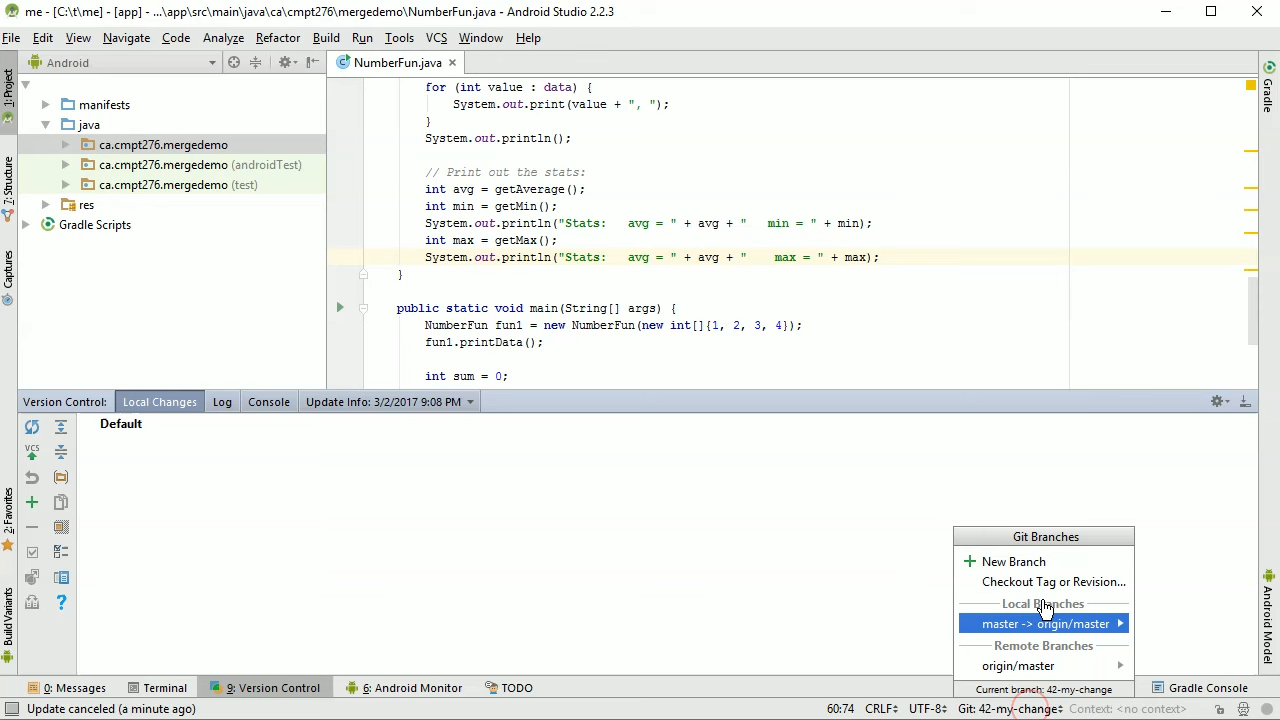 me - [C:\t\me] - [app] - ...\app\src\main\java\ca\cmpt276\mergedemo\NumberFun.java - Android Studio 2.2.3
File Edit View Navigate Code Analyze Refactor Build Run Tools VCS Window Help
Android
NumberFun.java
1: Project
7: Structure
Captures
2: Favorites
Build Variants
Gradle
Android Model
manifests
java
ca.cmpt276.mergedemo
ca.cmpt276.mergedemo (androidTest)
ca.cmpt276.mergedemo (test)
res
Gradle Scripts
for (int value : data) {
System.out.print(value + ", ");
}
System.out.println();
// Print out the stats:
int avg = getAverage();
int min = getMin();
System.out.println("Stats:   avg = " + avg + "   min = " + min);
int max = getMax();
System.out.println("Stats:   avg = " + avg + "    max = " + max);
}
public static void main(String[] args) {
NumberFun fun1 = new NumberFun(new int[]{1, 2, 3, 4});
fun1.printData();
int sum = 0;
Version Control: Local Changes Log Console Update Info: 3/2/2017 9:08 PM
Default
VCS
Git Branches
New Branch
Checkout Tag or Revision...
Local Branches
master -> origin/master
Remote Branches
origin/master
Current branch: 42-my-change
0: Messages Terminal 9: Version Control 6: Android Monitor TODO Gradle Console
Update canceled (a minute ago) 60:74 CRLF UTF-8 Git: 42-my-change Context: <no context>